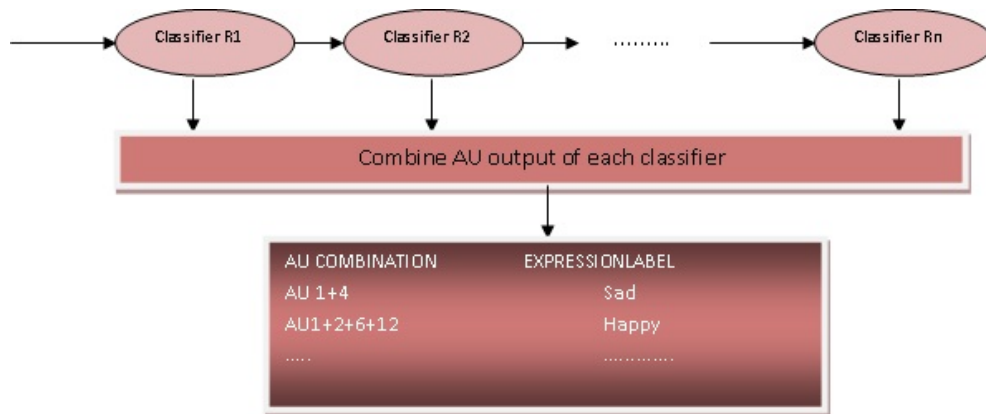 Classifier R1
Classifier R2
.........
Classifier Rn
Combine AU output of each classifier
AU COMBINATION EXPRESSIONLABEL
AU 1+4 Sad
AU1+2+6+12 Happy
..... .............